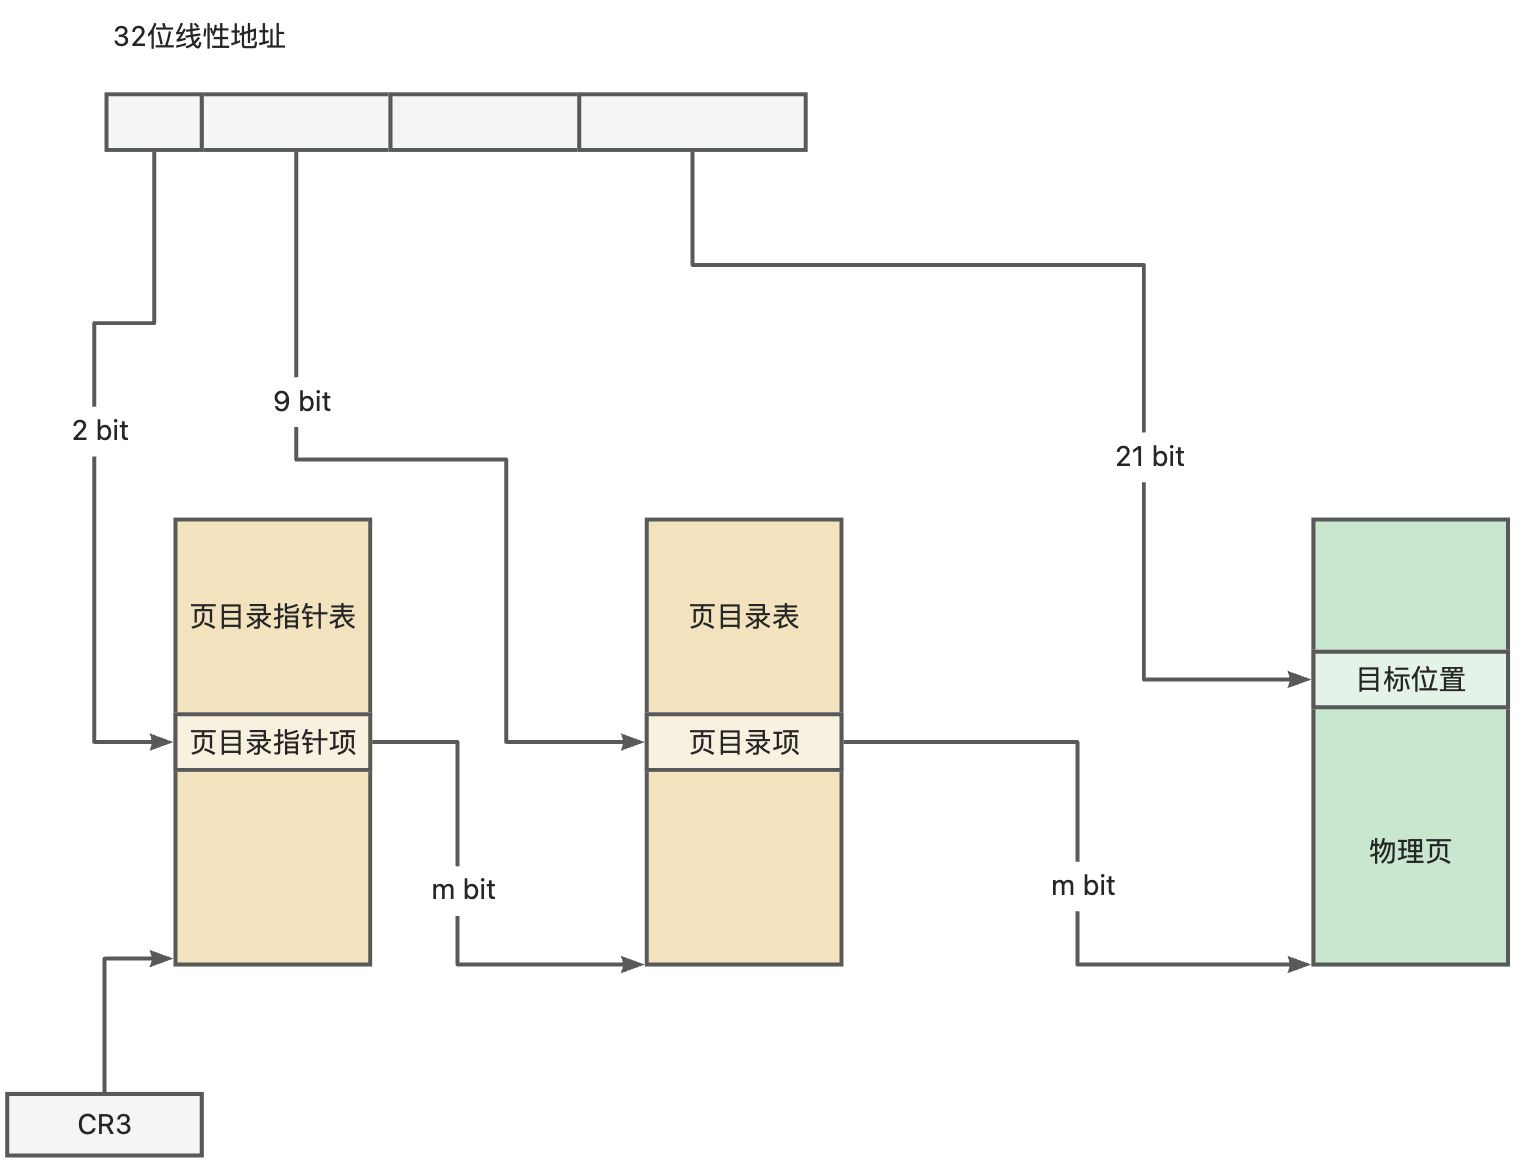 32位线性地址
9 bit
2 bit
21 bit
页目录指针表
页目录表
目标位置
页目录指针项
页目录项
物理页
m bit
m bit
CR3